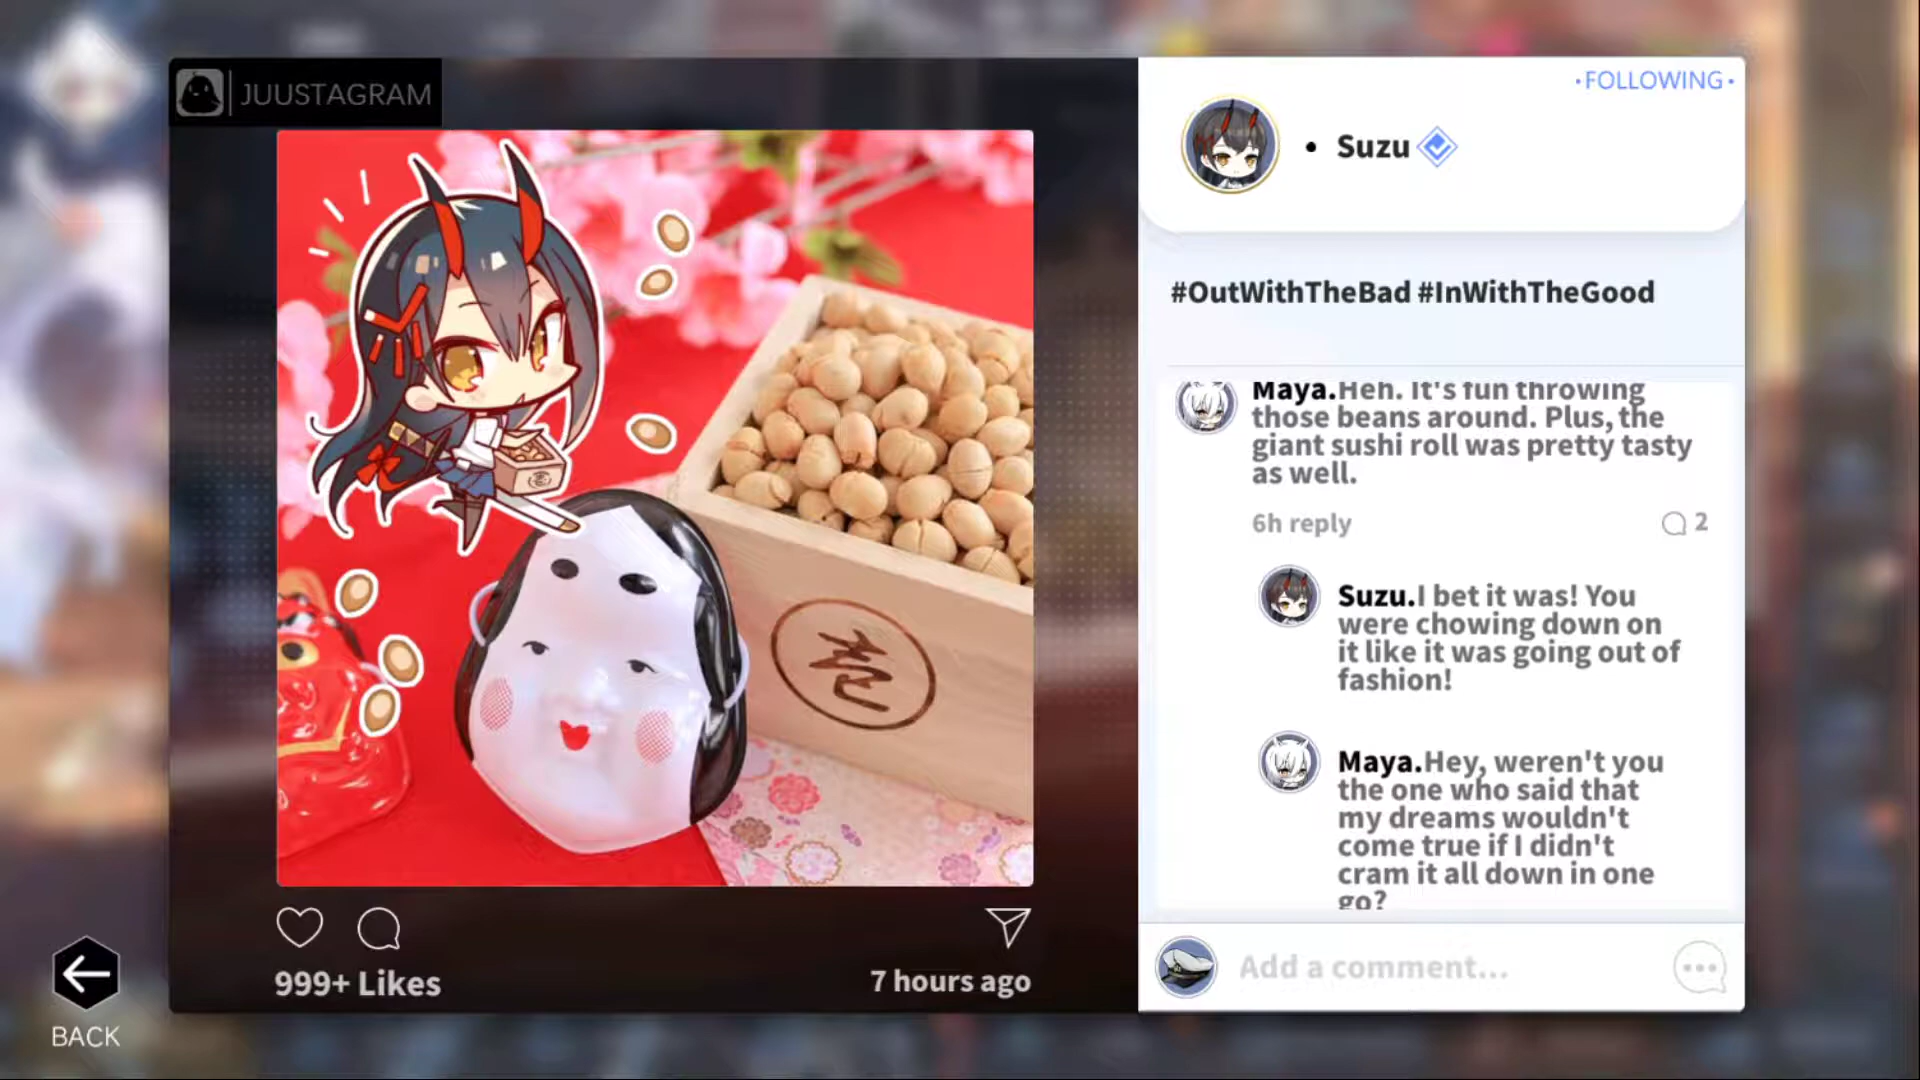 JUUSTAGRAM
•FOLLOWING•
• Suzu
#OutWithTheBad #InWithTheGood
Maya.Heh. It's fun throwing
those beans around. Plus, the
giant sushi roll was pretty tasty
as well.
6h reply
2
Suzu.I bet it was! You
were chowing down on
it like it was going out of
fashion!
Maya.Hey, weren't you
the one who said that
my dreams wouldn't
come true if I didn't
cram it all down in one
go?
999+ Likes
7 hours ago
Add a comment...
BACK